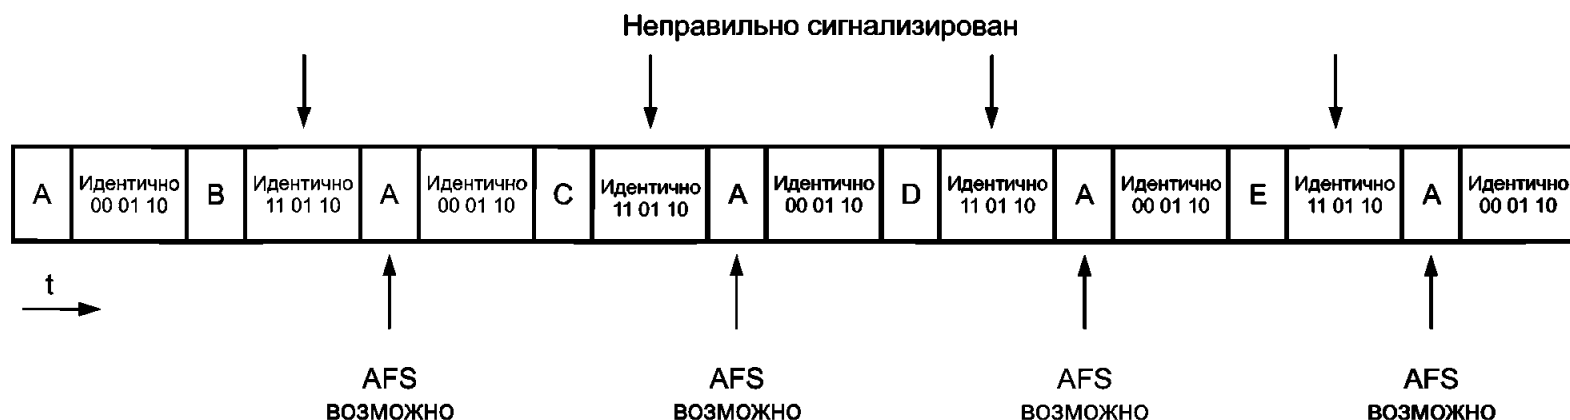 Неправильно сигнализирован
A
Идентично
00 01 10
B
Идентично
11 01 10
A
Идентично
00 01 10
C
Идентично
11 01 10
A
Идентично
00 01 10
D
Идентично
11 01 10
A
Идентично
00 01 10
E
Идентично
11 01 10
A
Идентично
00 01 10
t
AFS
возможно
AFS
возможно
AFS
возможно
AFS
возможно